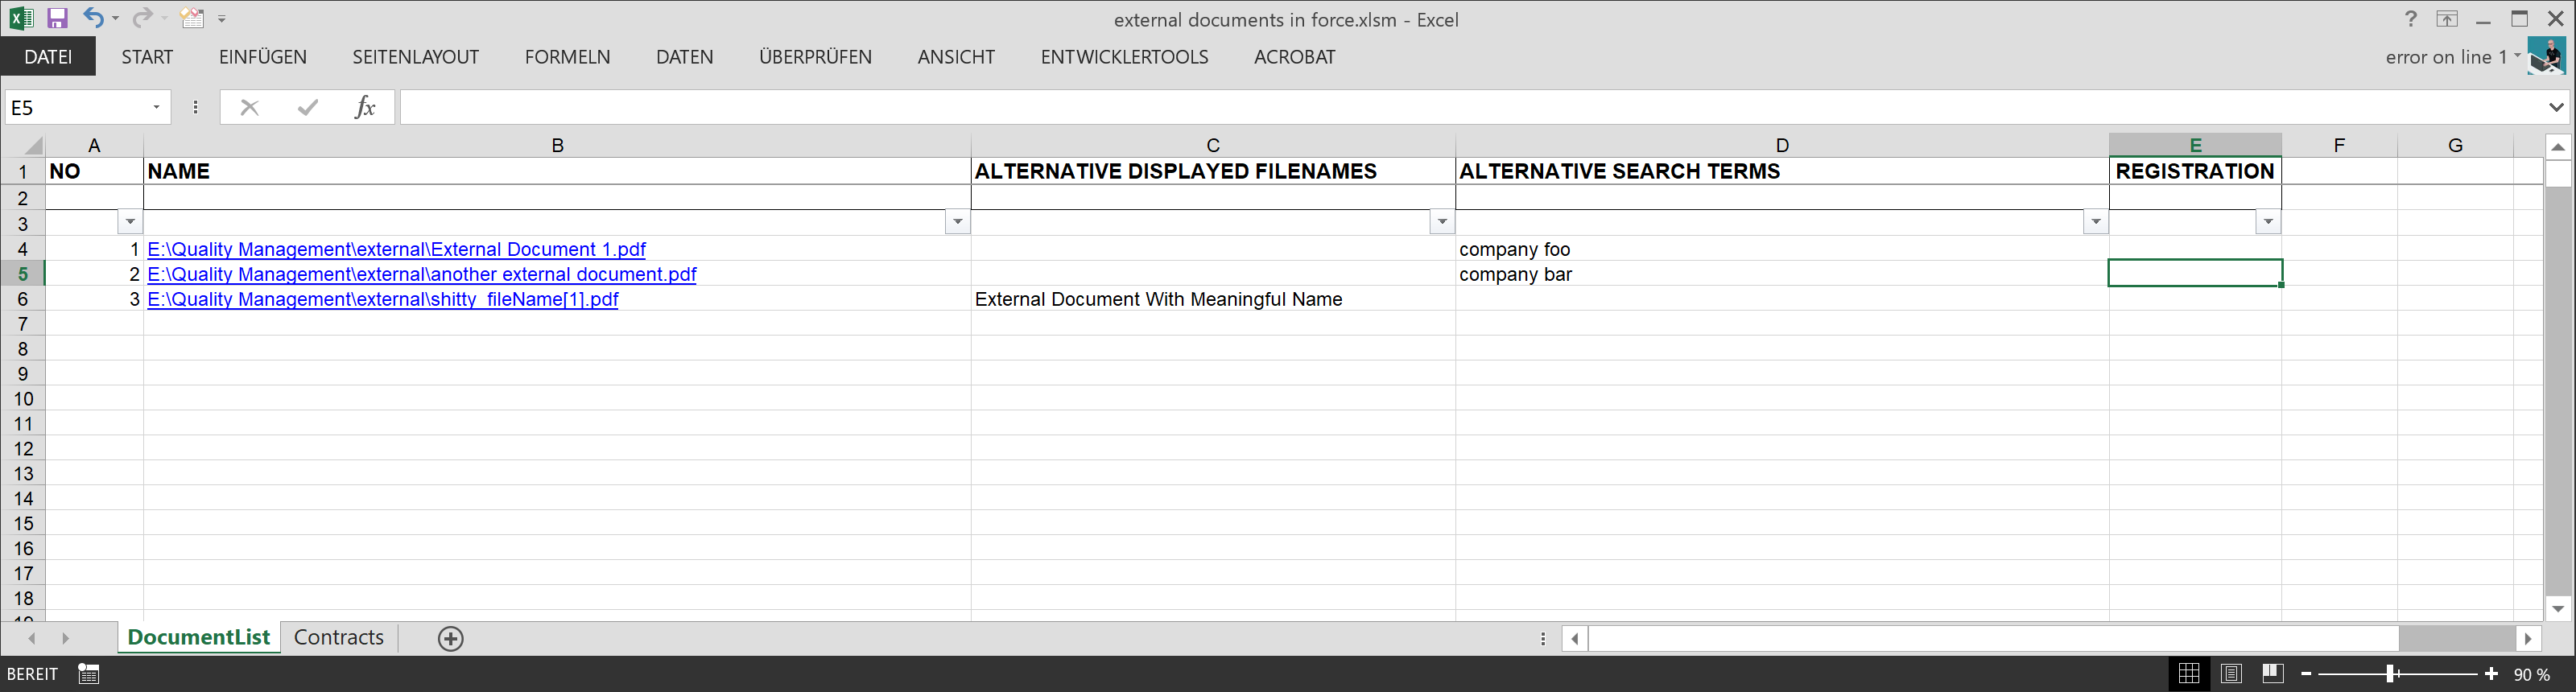 external documents in force.xlsm - Excel
?
DATEI START EINFÜGEN SEITENLAYOUT FORMELN DATEN ÜBERPRÜFEN ANSICHT ENTWICKLERTOOLS ACROBAT error on line 1
E5 fx
A B C D E F G
1 NO NAME ALTERNATIVE DISPLAYED FILENAMES ALTERNATIVE SEARCH TERMS REGISTRATION
2
3
4 1 E:\Quality Management\external\External Document 1.pdf company foo
5 2 E:\Quality Management\external\another external document.pdf company bar
6 3 E:\Quality Management\external\shitty_fileName[1].pdf External Document With Meaningful Name
7
8
9
10
11
12
13
14
15
16
17
18
19
DocumentList Contracts
BEREIT 90 %